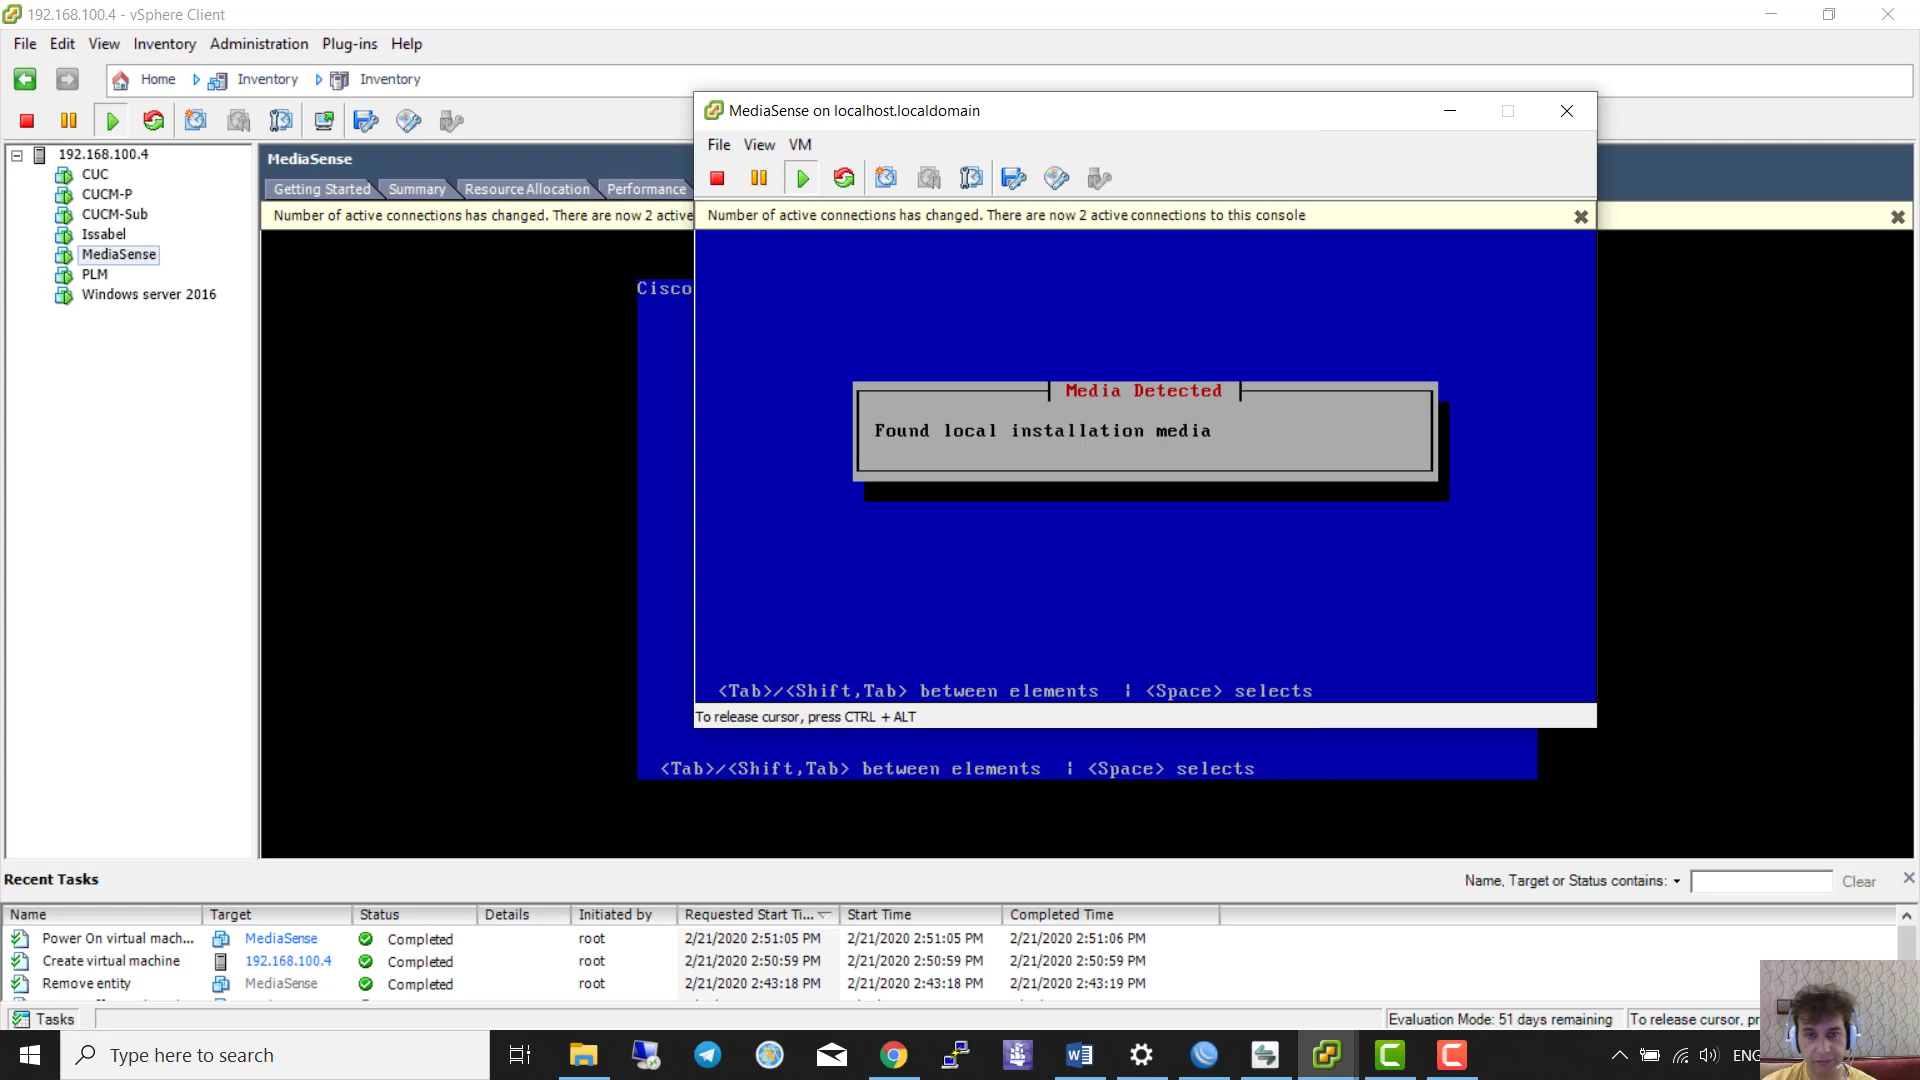 192.168.100.4 - vSphere Client
File Edit View Inventory Administration Plug-ins Help
Home Inventory Inventory
192.168.100.4
CUC
CUCM-P
CUCM-Sub
Issabel
MediaSense
PLM
Windows server 2016
MediaSense
Getting Started Summary Resource Allocation Performance
Number of active connections has changed. There are now 2 active
Cisco
<Tab>/<Shift,Tab> between elements | <Space> selects
MediaSense on localhost.localdomain
File View VM
Number of active connections has changed. There are now 2 active connections to this console
Media Detected
Found local installation media
<Tab>/<Shift,Tab> between elements | <Space> selects
To release cursor, press CTRL + ALT
Recent Tasks
Name, Target or Status contains: Clear
Name Target Status Details Initiated by Requested Start Ti... Start Time Completed Time
Power On virtual mach... MediaSense Completed root 2/21/2020 2:51:05 PM 2/21/2020 2:51:05 PM 2/21/2020 2:51:06 PM
Create virtual machine 192.168.100.4 Completed root 2/21/2020 2:50:59 PM 2/21/2020 2:50:59 PM 2/21/2020 2:50:59 PM
Remove entity MediaSense Completed root 2/21/2020 2:43:18 PM 2/21/2020 2:43:18 PM 2/21/2020 2:43:19 PM
Tasks
Evaluation Mode: 51 days remaining To release cursor, pr
Type here to search
ENG